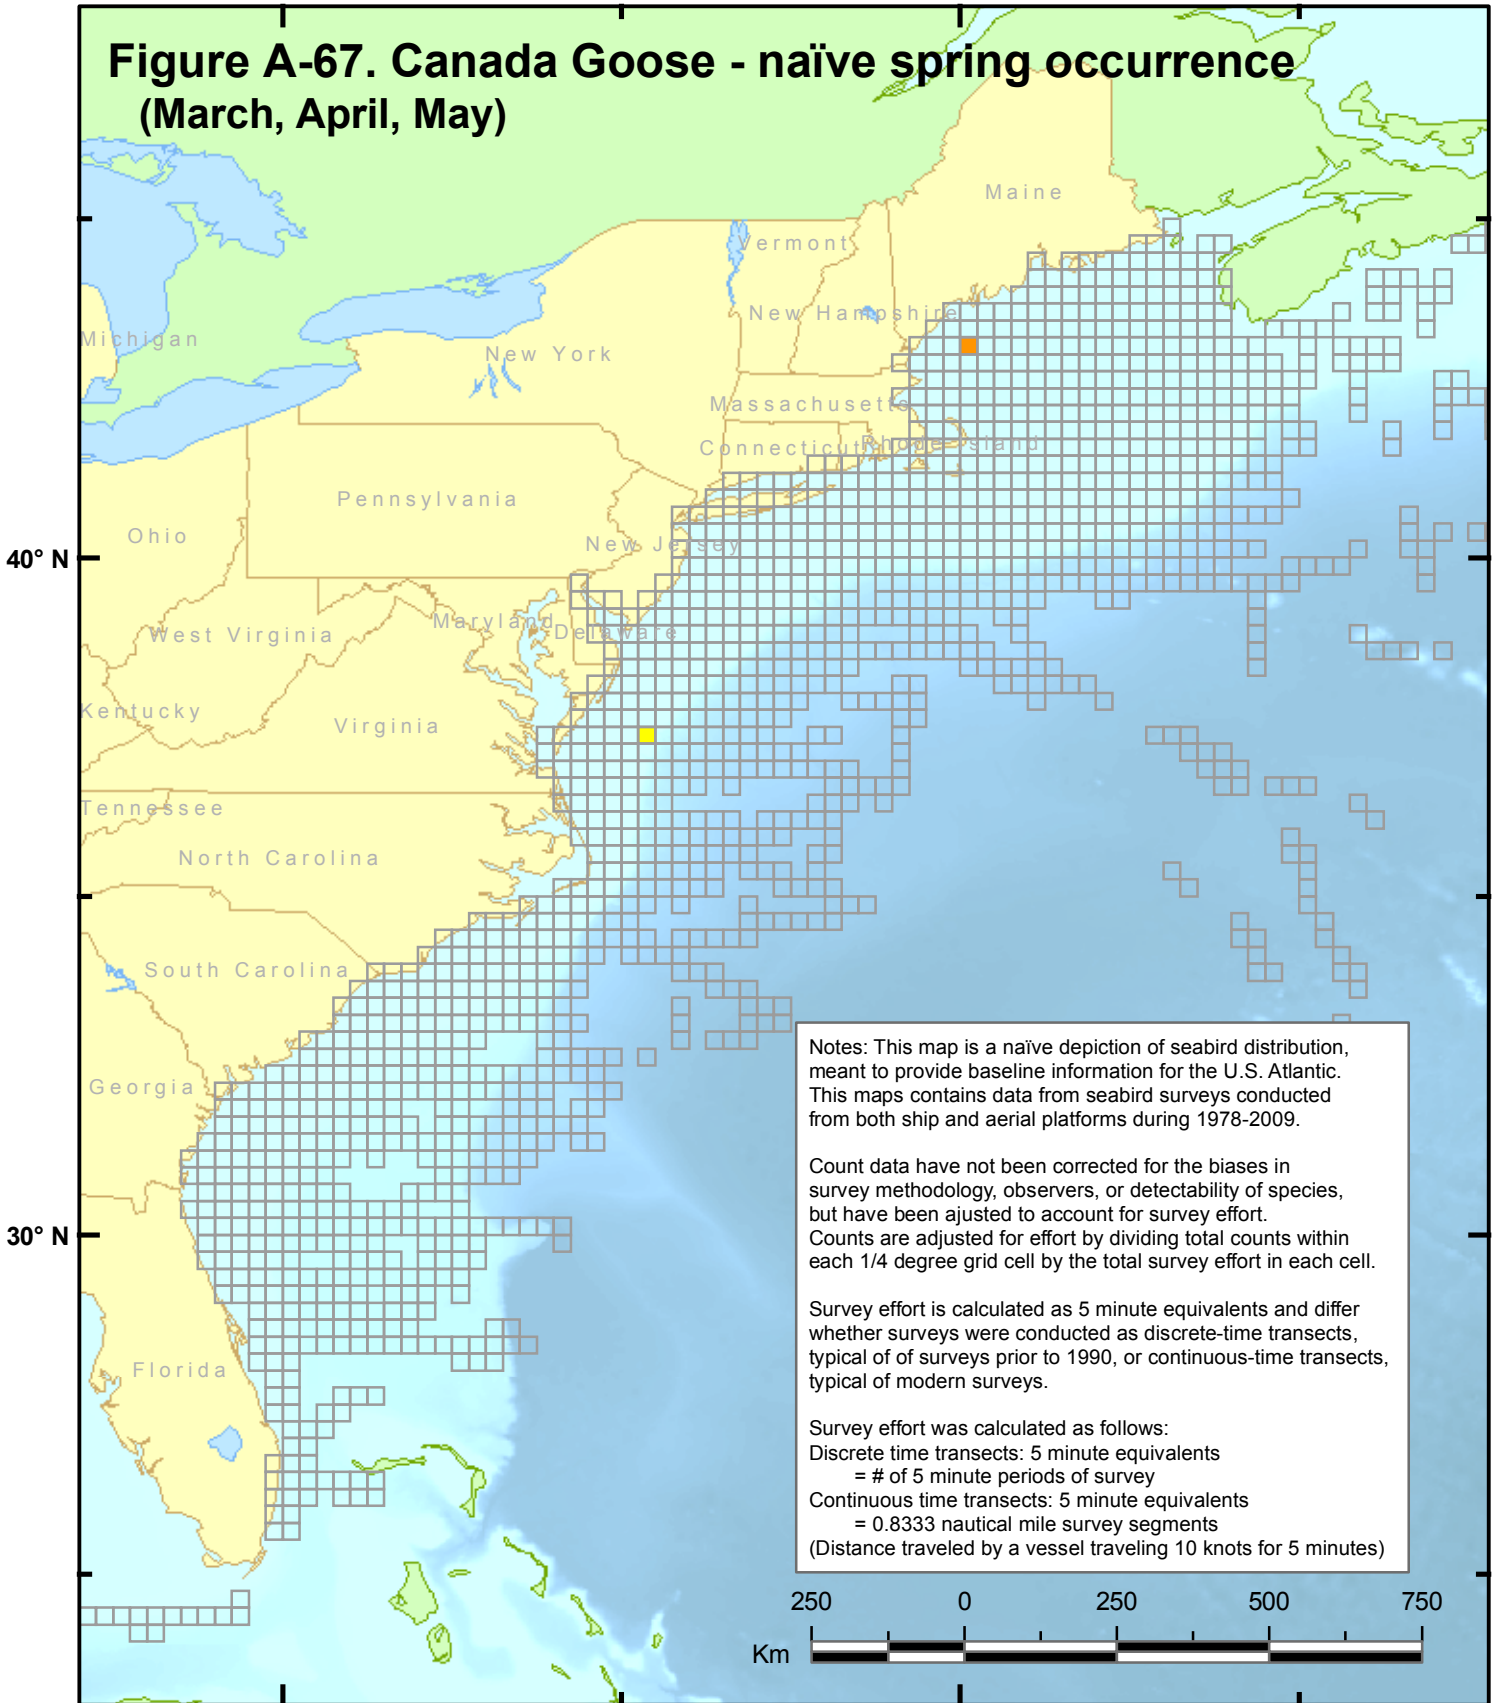 Figure A-67. Canada Goose - naïve spring occurrence
(March, April, May)
Maine
Vermont
New Hampshire
Michigan
New York
Massachusetts
Connecticut
Rhode Island
Pennsylvania
Ohio
New Jersey
40° N
Maryland
Delaware
West Virginia
Kentucky
Virginia
Tennessee
North Carolina
South Carolina
Georgia
30° N
Florida
Notes: This map is a naïve depiction of seabird distribution,
meant to provide baseline information for the U.S. Atlantic.
This maps contains data from seabird surveys conducted
from both ship and aerial platforms during 1978-2009.
Count data have not been corrected for the biases in
survey methodology, observers, or detectability of species,
but have been ajusted to account for survey effort.
Counts are adjusted for effort by dividing total counts within
each 1/4 degree grid cell by the total survey effort in each cell.
Survey effort is calculated as 5 minute equivalents and differ
whether surveys were conducted as discrete-time transects,
typical of of surveys prior to 1990, or continuous-time transects,
typical of modern surveys.
Survey effort was calculated as follows:
Discrete time transects: 5 minute equivalents
= # of 5 minute periods of survey
Continuous time transects: 5 minute equivalents
= 0.8333 nautical mile survey segments
(Distance traveled by a vessel traveling 10 knots for 5 minutes)
250 0 250 500 750
Km